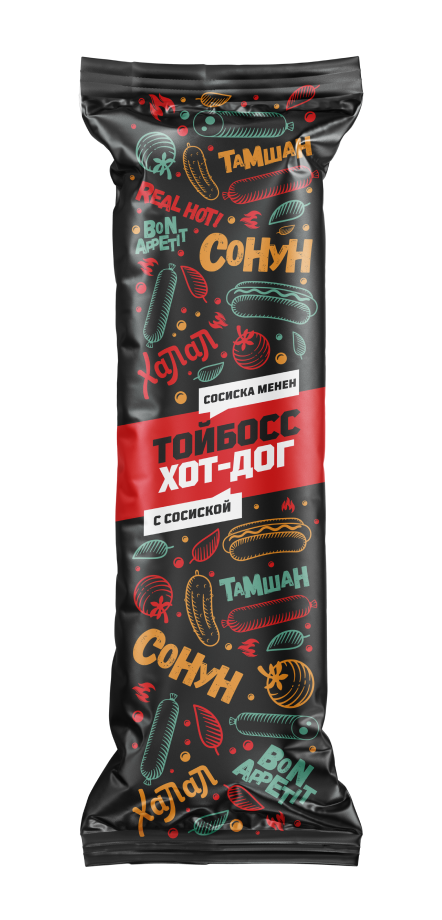 ТАМШАН
REAL HOT!
BON
APPETIT
СОНУН
ХАЛАЛ
СОСИСКА МЕНЕН
ТОЙБОСС
ХОТ-ДОГ
С СОСИСКОЙ
ТАМШАН
СОНУН
BON
APPETIT
ХАЛАЛ